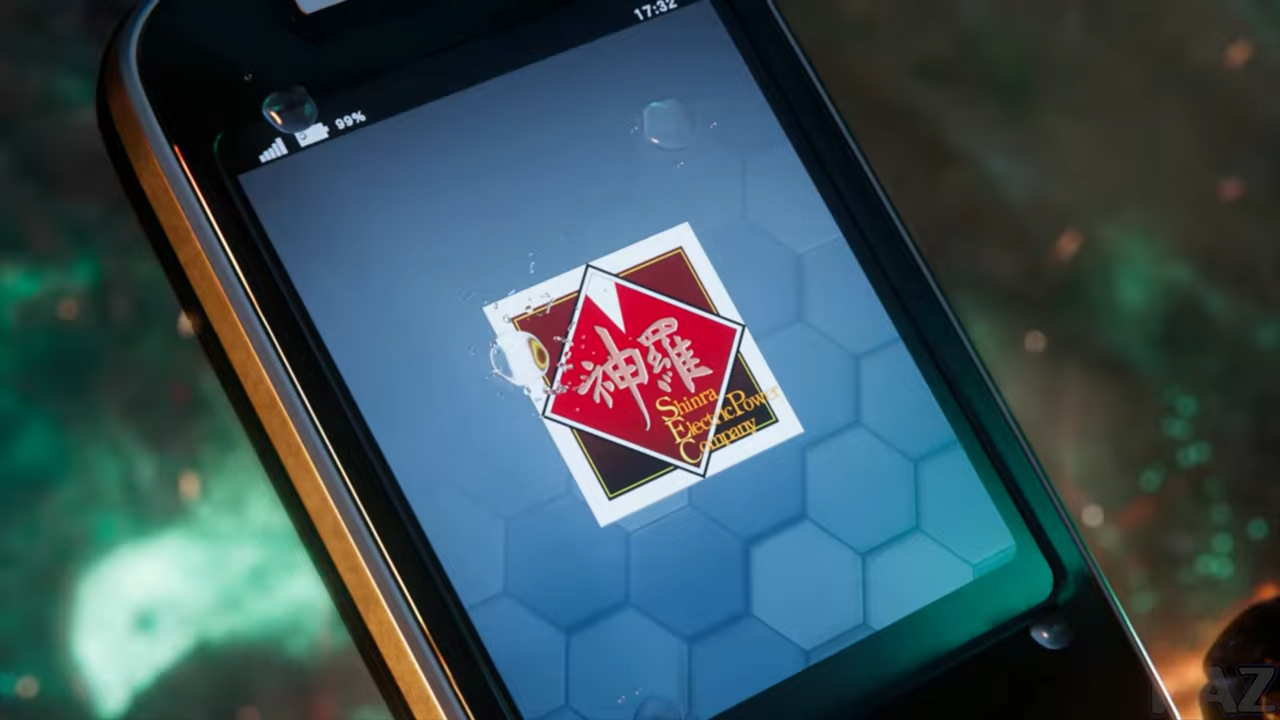 17:32
99%
神羅
Shinra
Electric Power
Company